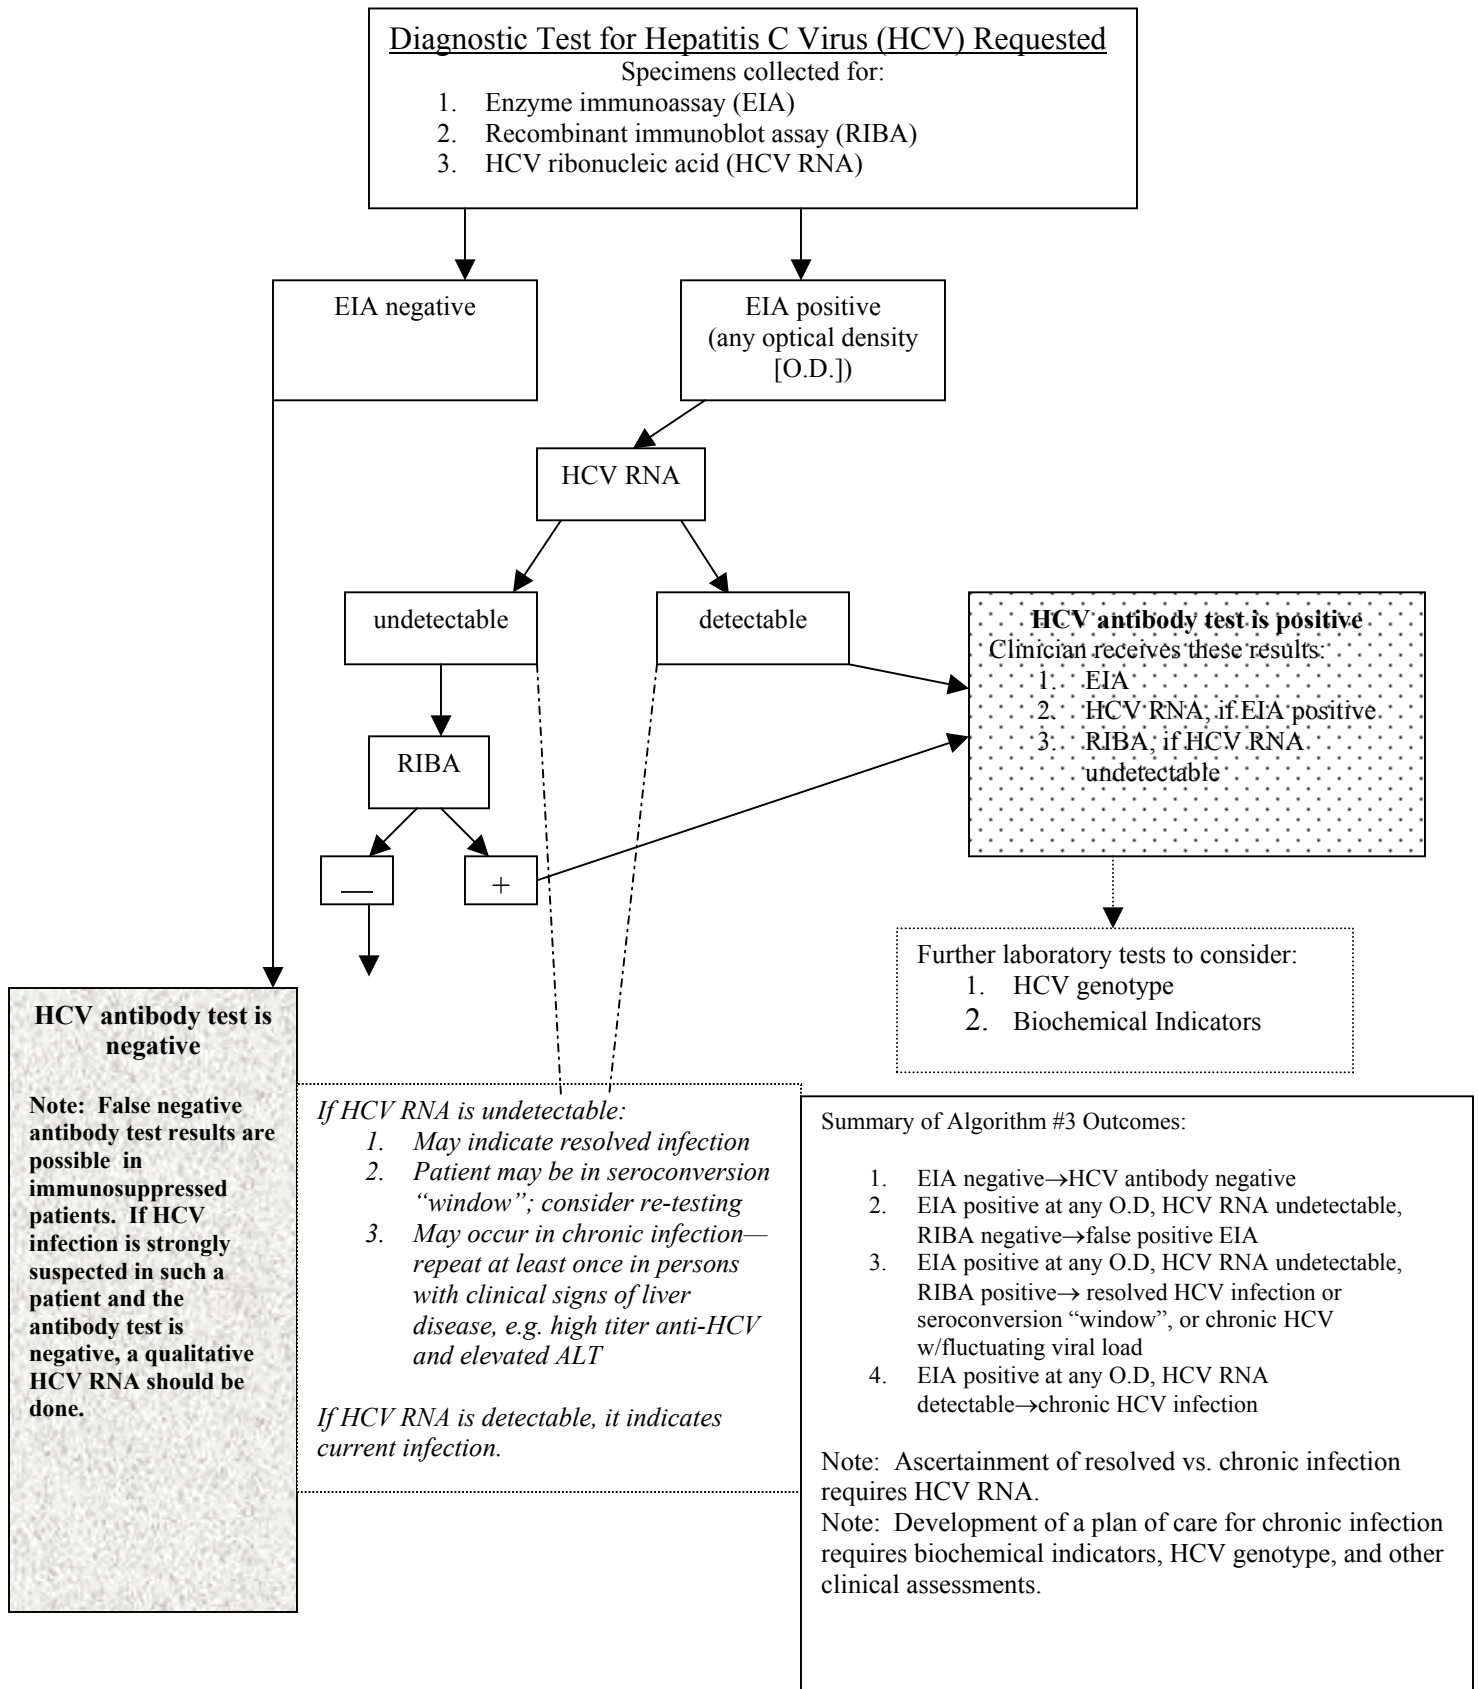 Diagnostic Test for Hepatitis C Virus (HCV) Requested
Specimens collected for:
1. Enzyme immunoassay (EIA)
2. Recombinant immunoblot assay (RIBA)
3. HCV ribonucleic acid (HCV RNA)
EIA negative
EIA positive
(any optical density
[O.D.])
HCV RNA
undetectable
detectable
HCV antibody test is positive
Clinician receives these results:
1. EIA
2. HCV RNA, if EIA positive
3. RIBA, if HCV RNA
undetectable
RIBA
__
+
Further laboratory tests to consider:
1. HCV genotype
2. Biochemical Indicators
HCV antibody test is
negative
Note: False negative
antibody test results are
possible in
immunosuppressed
patients. If HCV
infection is strongly
suspected in such a
patient and the
antibody test is
negative, a qualitative
HCV RNA should be
done.
If HCV RNA is undetectable:
1. May indicate resolved infection
2. Patient may be in seroconversion
“window”; consider re-testing
3. May occur in chronic infection—
repeat at least once in persons
with clinical signs of liver
disease, e.g. high titer anti-HCV
and elevated ALT
If HCV RNA is detectable, it indicates
current infection.
Summary of Algorithm #3 Outcomes:
1. EIA negative→HCV antibody negative
2. EIA positive at any O.D, HCV RNA undetectable,
RIBA negative→false positive EIA
3. EIA positive at any O.D, HCV RNA undetectable,
RIBA positive→ resolved HCV infection or
seroconversion “window”, or chronic HCV
w/fluctuating viral load
4. EIA positive at any O.D, HCV RNA
detectable→chronic HCV infection
Note: Ascertainment of resolved vs. chronic infection
requires HCV RNA.
Note: Development of a plan of care for chronic infection
requires biochemical indicators, HCV genotype, and other
clinical assessments.